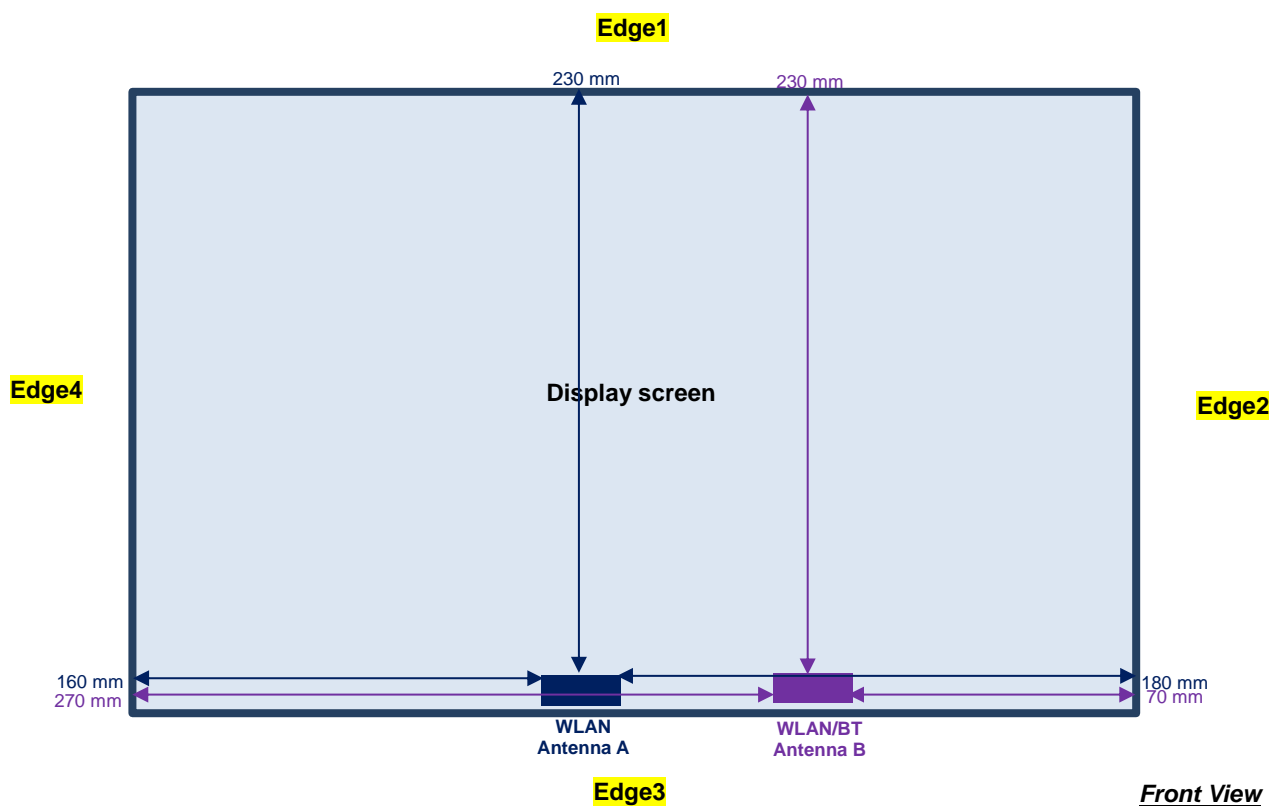 Edge1
230 mm
230 mm
Edge4
Display screen
Edge2
160 mm
180 mm
270 mm
70 mm
WLAN
Antenna A
WLAN/BT
Antenna B
Edge3
Front View